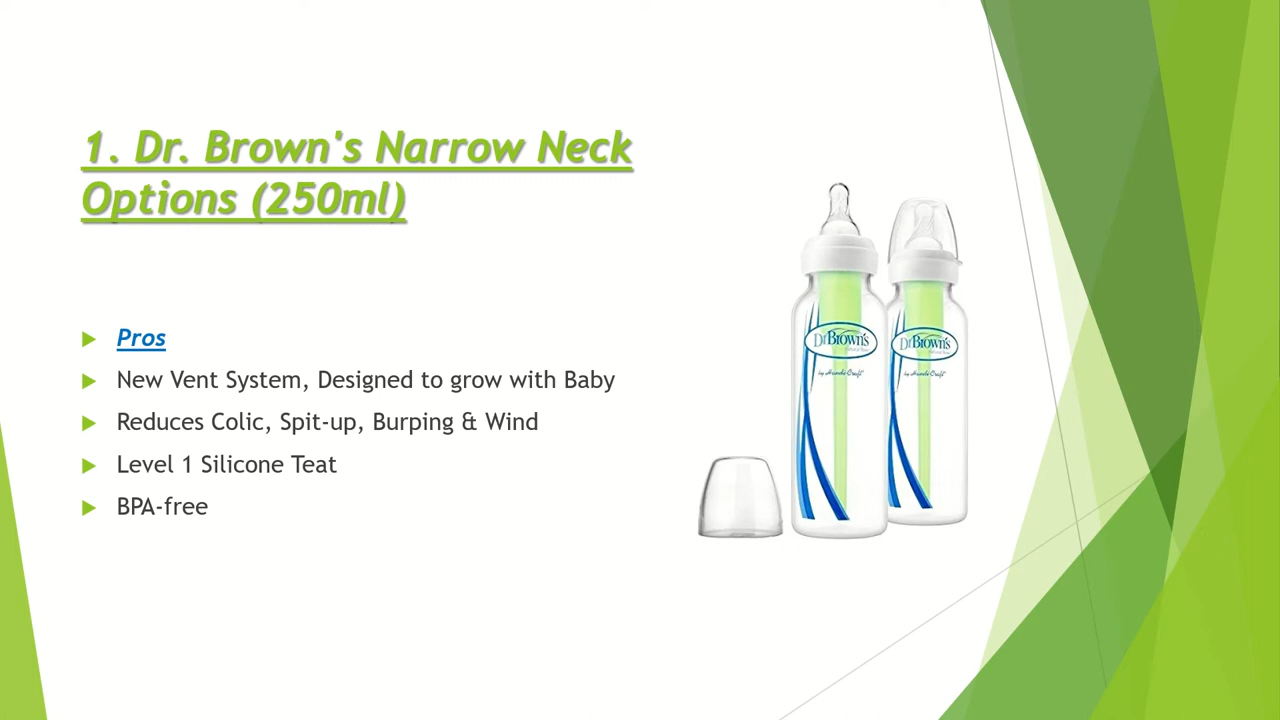 1. Dr. Brown's Narrow Neck
Options (250ml)
Pros
New Vent System, Designed to grow with Baby
Reduces Colic, Spit-up, Burping & Wind
Level 1 Silicone Teat
BPA-free
Dr Brown's
Dr Brown's